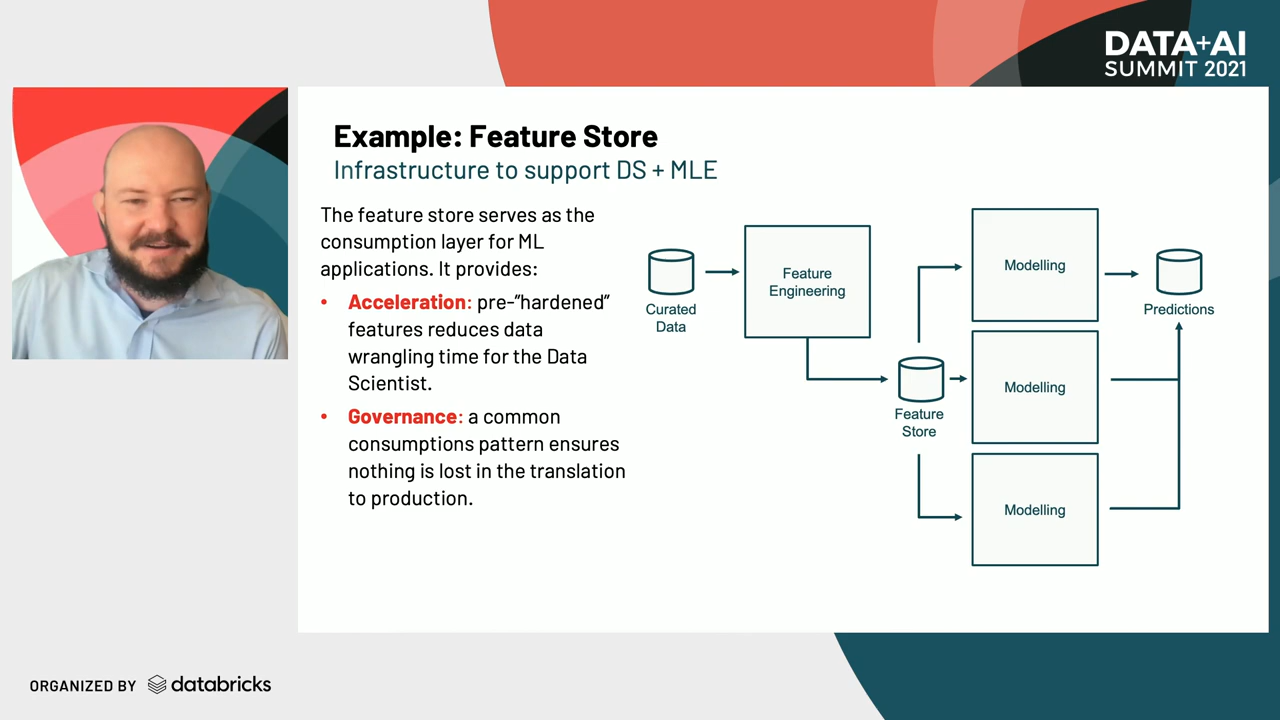 DATA+AI
SUMMIT 2021
Example: Feature Store
Infrastructure to support DS + MLE
The feature store serves as the
consumption layer for ML
applications. It provides:
• Acceleration: pre-"hardened"
features reduces data
wrangling time for the Data
Scientist.
• Governance: a common
consumptions pattern ensures
nothing is lost in the translation
to production.
Curated
Data
Feature
Engineering
Feature
Store
Modelling
Modelling
Modelling
Predictions
ORGANIZED BY databricks